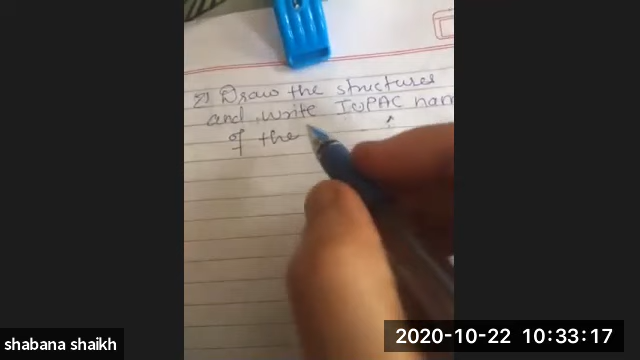 Draw the structures
and write IUPAC nam
of the
shabana shaikh
2020-10-22 10:33:17